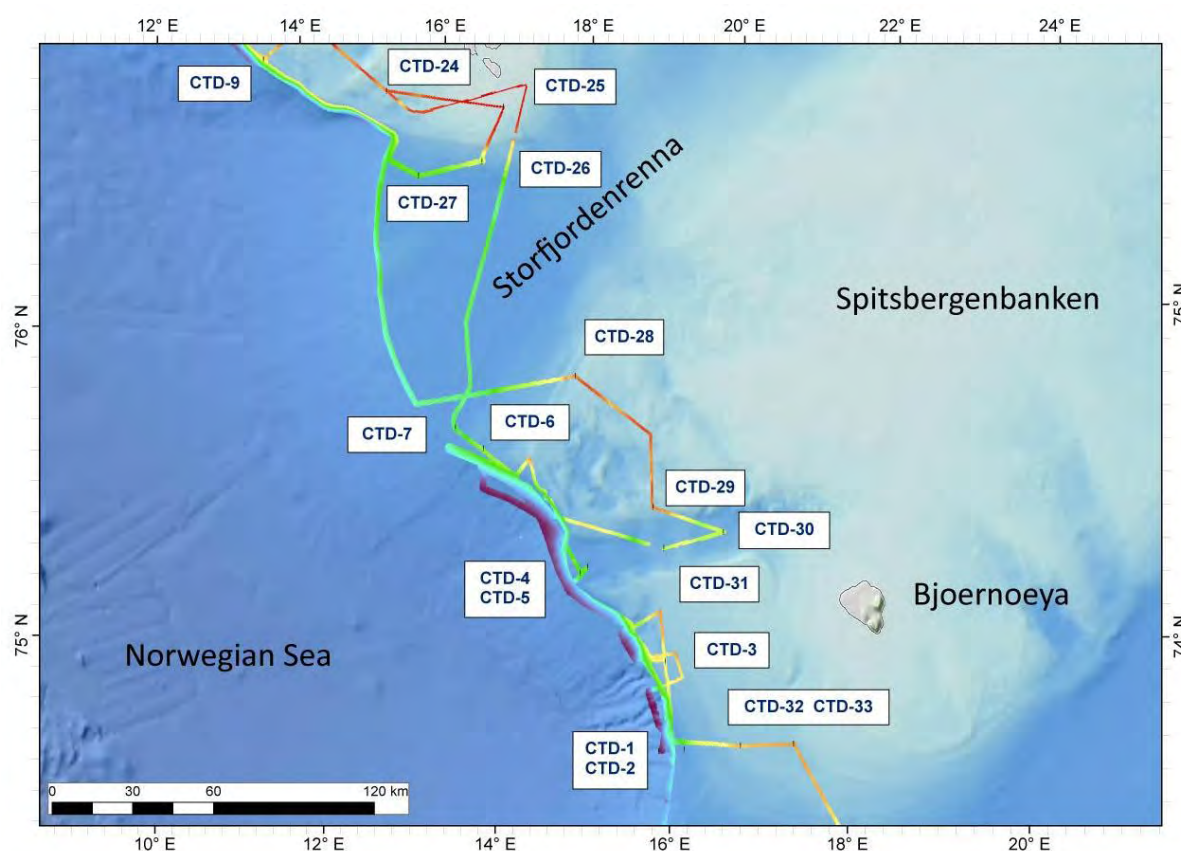 12° E 14° E 16° E 18° E 20° E 22° E 24° E
CTD-9
CTD-24
CTD-25
CTD-26
CTD-27
Storfjordenrenna
Spitsbergenbanken
76° N
75° N
CTD-28
CTD-6
CTD-7
CTD-29
CTD-30
CTD-4
CTD-5
CTD-31
Bjoernoeya
75° N
74° N
Norwegian Sea
CTD-3
CTD-32 CTD-33
CTD-1
CTD-2
0 30 60 120 km
10° E 12° E 14° E 16° E 18° E 20° E